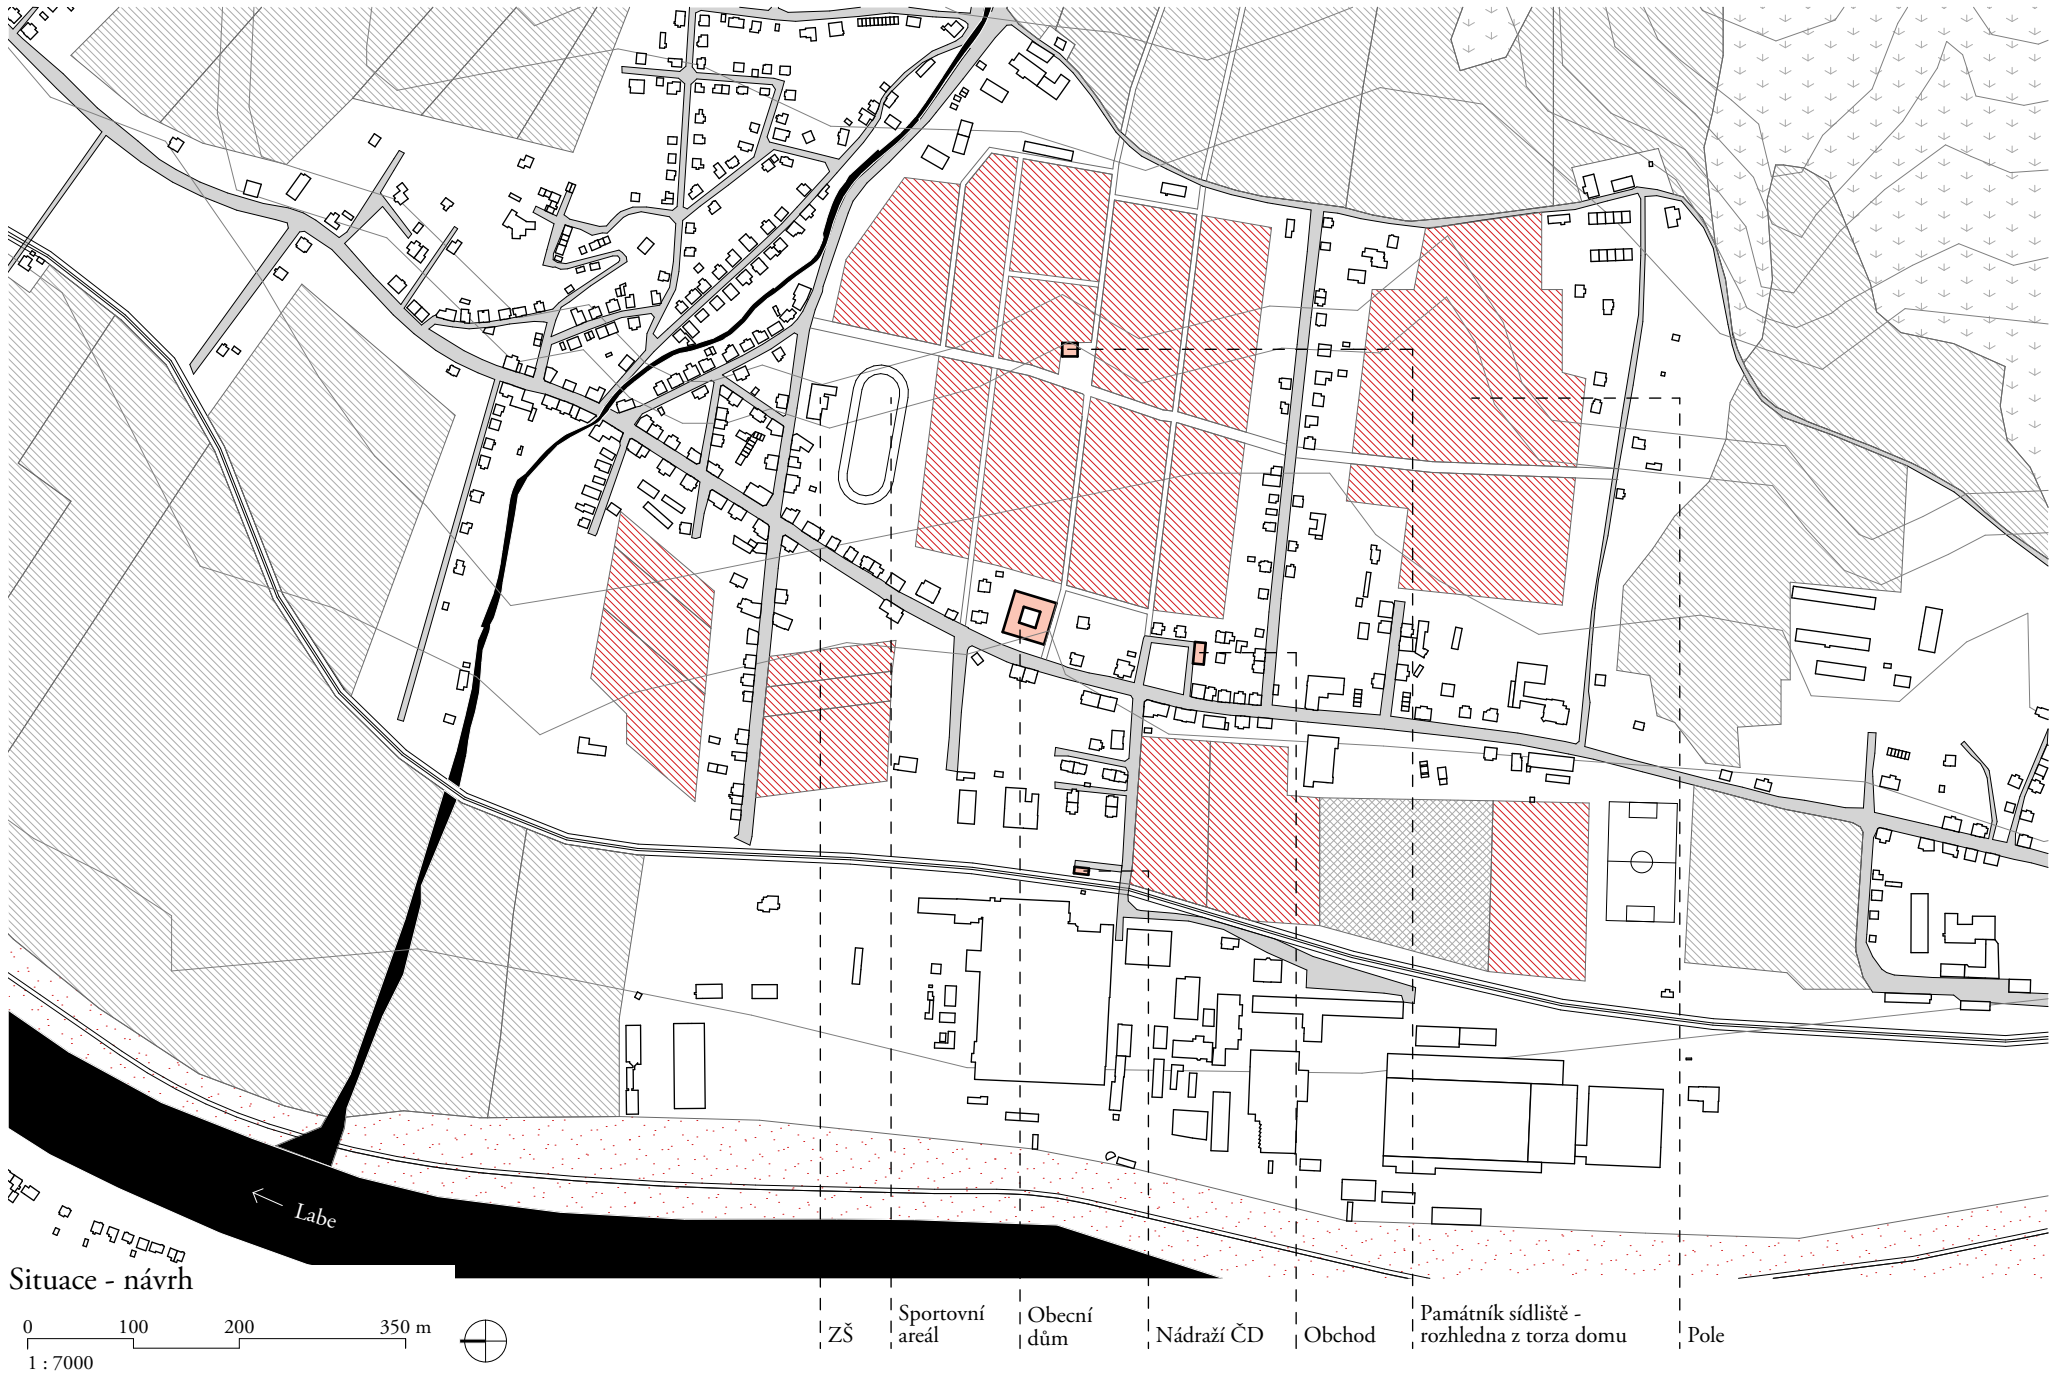 Labe
Situace - návrh
0 100 200 350 m
1 : 7000
ZŠ
Sportovní
areál
Obecní
dům
Nádraží ČD
Obchod
Památník sídliště -
rozhledna z torza domu
Pole